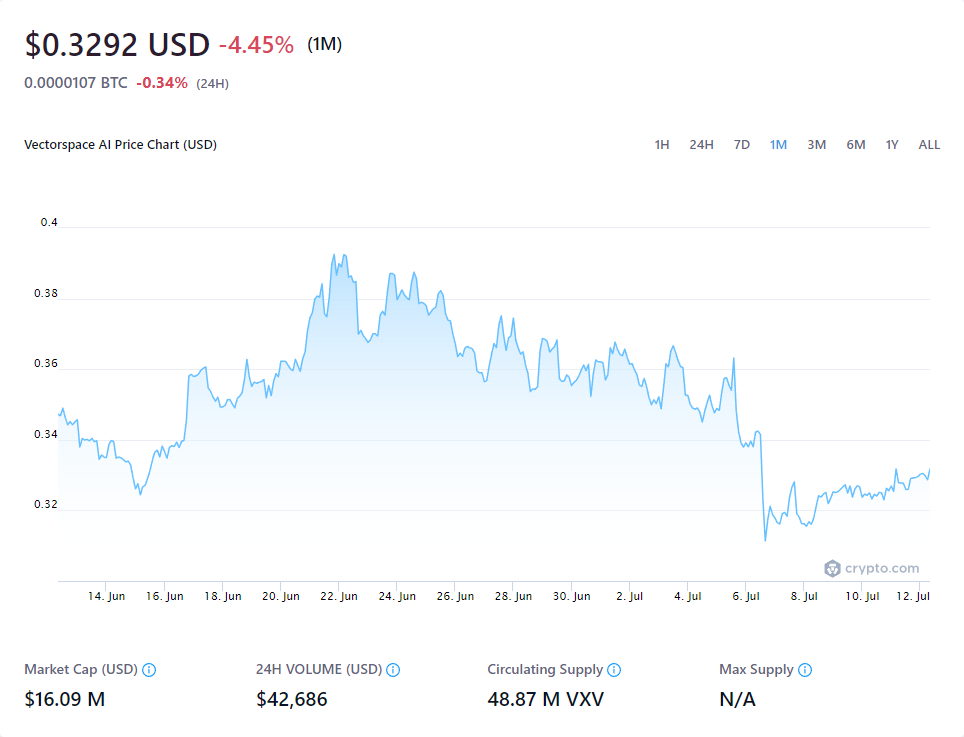 $0.3292 USD -4.45% (1M)
0.0000107 BTC -0.34% (24H)
Vectorspace AI Price Chart (USD) 1H 24H 7D 1M 3M 6M 1Y ALL
0.4
0.38
0.36
0.34
0.32
crypto.com
14. Jun 16. Jun 18. Jun 20. Jun 22. Jun 24. Jun 26. Jun 28. Jun 30. Jun 2. Jul 4. Jul 6. Jul 8. Jul 10. Jul 12. Jul
Market Cap (USD) 24H VOLUME (USD) Circulating Supply Max Supply
$16.09 M $42,686 48.87 M VXV N/A